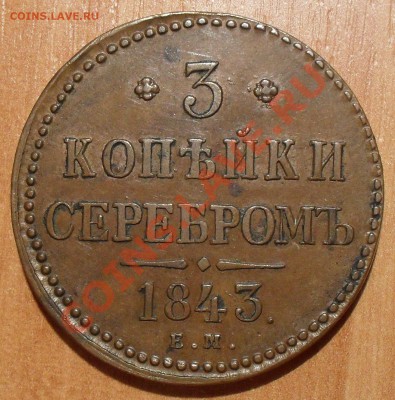 COINS.LAVE.RU
3
КОПѢЙКИ
СЕРЕБРОМЪ
1843.
Е.М.
COINS.LAVE.RU